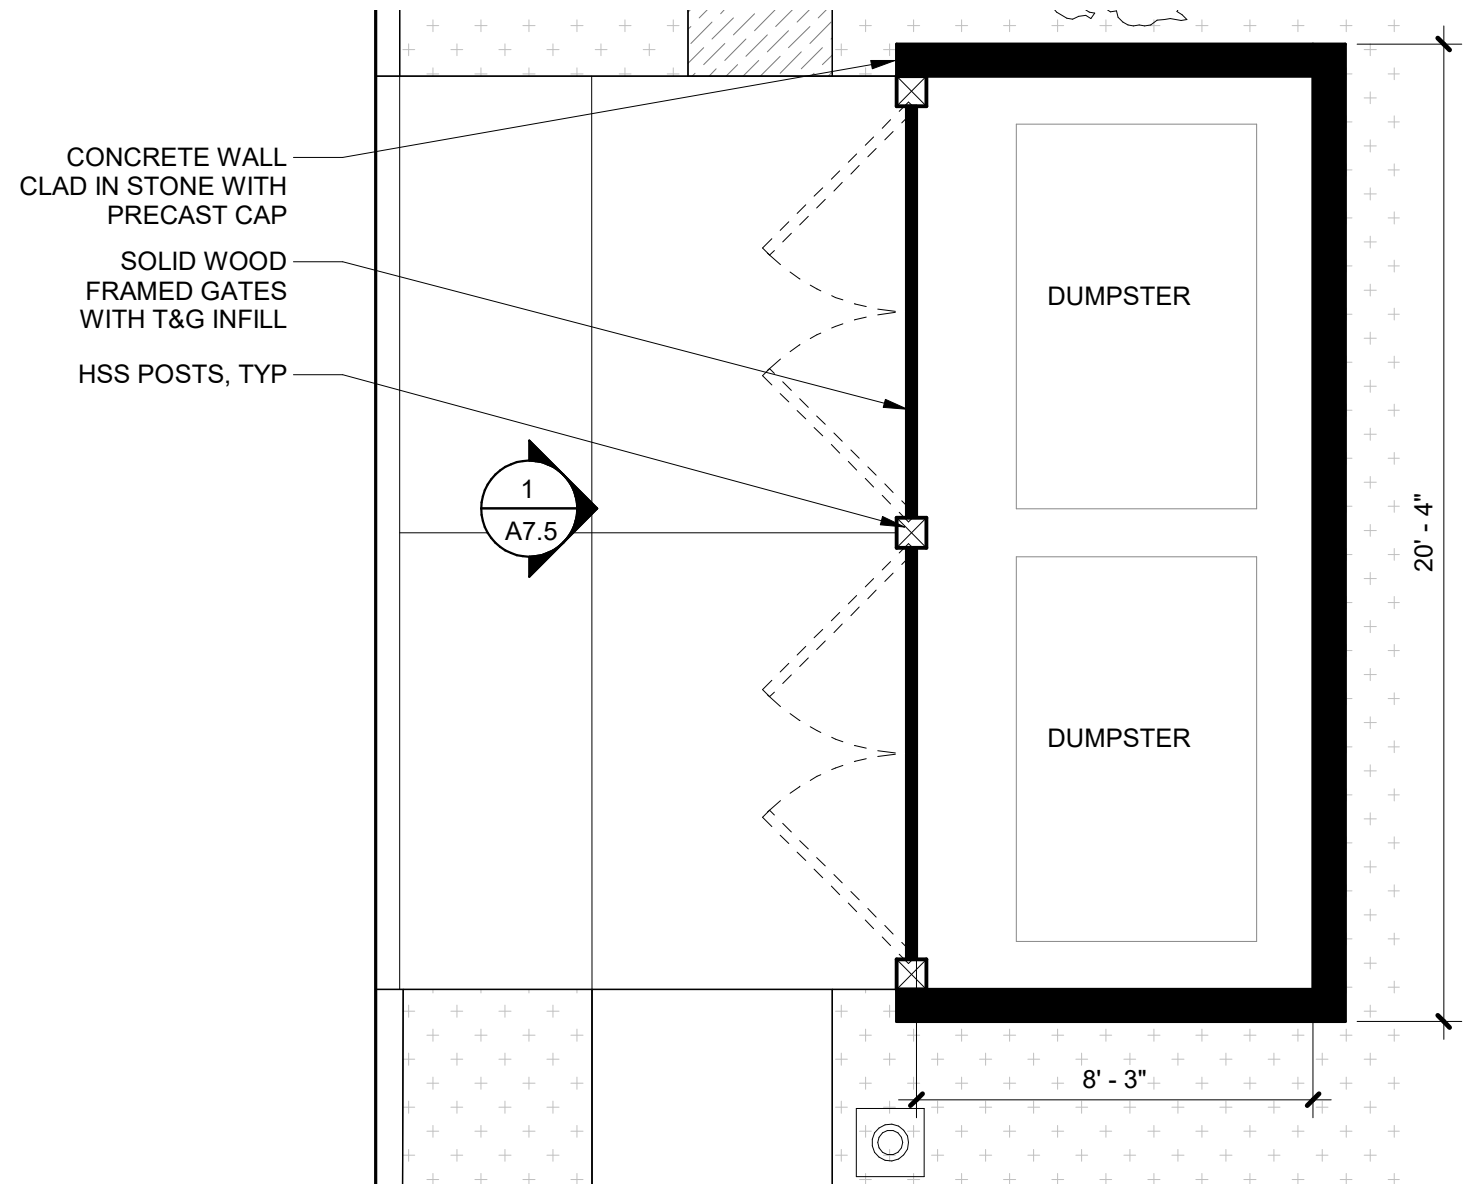 CONCRETE WALL
CLAD IN STONE WITH
PRECAST CAP
SOLID WOOD
FRAMED GATES
WITH T&G INFILL
HSS POSTS, TYP
1
A7.5
DUMPSTER
DUMPSTER
20' - 4"
8' - 3"